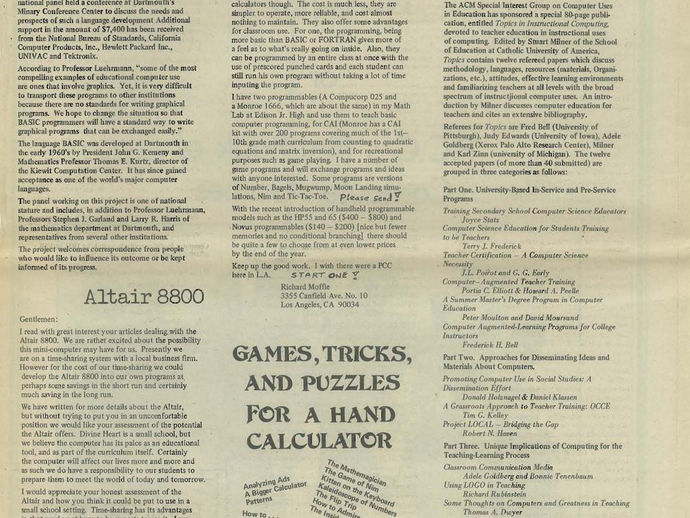 national panel held a conference at Dartmouth's
Minary Conference Center to discuss the needs and
prospects of such a language development Additional
support in the amount of $7,400 has been received
from the National Bureau of Standards, California
Computer Products, Inc., Hewlett Packard Inc.,
UNIVAC and Tektronix.
According to Professor Luehrmann, "some of the most
compelling examples of educational computer use
are ones that involve graphics. Yet, it is very difficult
to transport these programs to other institutions
because there are no standards for writing graphical
programs. We hope to change the situation so that
BASIC programmers will have a standard way to write
graphical programs that can be exchanged easily."
The language BASIC was developed at Dartmouth in
the early 1960's by President John G. Kemeny and
Mathematics Professor Thomas E. Kurtz, director of
the Kiewit Computation Center. It has since gained
acceptance as one of the world's major computer
languages.
The panel working on this project is one of national
stature and includes, in addition to Professor Luehrmann,
Professors Stephen J. Garland and Larry R. Harris of
the mathematics department at Dartmouth, and
representatives from several other institutions.
The project welcomes correspondence from people
who would like to influence its outcome or be kept
informed of its progress.
Altair 8800
Gentlemen:
I read with great interest your articles dealing with the
Altair 8800. We are rather excited about the possibility
this mini-computer may have for us. Presently we
are on a time-sharing system with a local business firm.
However for the cost of our time-sharing we could
develop the Altair 8800 into our own programs at
perhaps some savings in the short run and certainly
much saving in the long run.
We have written for more details about the Altair,
but without trying to put you in an uncomfortable
position we would like your assessment of the potential
the Altair offers. Divine Heart is a small school, but
we believe the computer has its palce as an educational
tool, and as part of the curriculum itself. Certainly
the computer will affect our lives more and more and
as such we do have a responsibility to our students to
prepare them to meet the world of today and tomorrow.
I would appreciate your honest assessment of the
Altair and how you think it could be put to use in a
small school setting. Time-sharing has its advantages
calculators though. The cost is much less, they are
simpler to operate, more reliable, and cost almost
nothing to maintain. They also offer some advantages
for classroom use. For one, the programming, being
more basic than BASIC or FORTRAN gives more of
a feel as to what's really going on inside. Also, they
can be programmed by an entire class at once with the
use of prescored punched cards and each student can
still run his own program without taking a lot of time
inputing the program.
I have two programmables (A Compucorp 025 and
a Monroe 1666, which are about the same) in my Math
Lab at Edison Jr. High and use them to teach basic
computer programming, for CAI (Monroe has a CAI
kit with over 200 programs covering much of the 1st–
10th grade math curriculum from counting to quadratic
equations and matrix inversion), and for recreational
purposes such as game playing. I have a number of
game programs and will exchange programs and ideas
with anyone interested. Some programs are versions
of Number, Bagels, Mugwump, Moon Landing simu-
lations, Nim and Tic-Tac-Toe. Please send!
With the recent introduction of handheld programmable
models such as the HP55 and 65 ($400 – $800) and
Novus programmables ($140 – $200) [nice but fewer
memories and no conditional branching] there should
be quite a few to choose from at even lower prices
by the end of the year.
Keep up the good work. I wish there were a PCC
here in L.A. START ONE!
Richard Moffie
3355 Canfield Ave. No. 10
Los Angeles, CA 90034
GAMES, TRICKS,
AND PUZZLES
FOR A HAND
CALCULATOR
Analyzing Ads
A Bigger Calculator
Patterns
The Mathematician
The Game of Nim
Kitten on the Keyboard
Kaleidoscope of Numbers
The Flip Trip
The ACM Special Interest Group on Computer Uses
in Education has sponsored a special 80-page publi-
cation, entitled Topics in Instructional Computing,
devoted to teacher education in instructional uses
of computing. Edited by Stuart Milner of the
School of Education at Catholic University of America,
Topics contains twelve refereed papers which discuss
methodology, languages, resources (materials, Organi-
zations, etc.), attitudes, effective learning environments
and familiarizing teachers at all levels with the broad
spectrum of instructional computer uses. An intro-
duction by Milner discusses computer education for
teachers and cites an extensive bibliography.
Referees for Topics are Fred Bell (University of
Pittsburgh), Judy Edwards (University of Iowa), Adele
Goldberg (Xerox Palo Alto Research Center), Milner
and Karl Zinn (university of Michigan). The twelve
accepted papers (of more than 40 submitted) are
grouped in three categories as follows:
Part One. University-Based In-Service and Pre-Service
Programs
Training Secondary School Computer Science Educators
Joyce Statz
Computer Science Education for Students Training
to be Teachers
Terry J. Frederick
Teacher Certification – A Computer Science
Necessity
J.L. Poirot and G. G. Early
Computer–Augmented Teacher Training
Portia C. Elliott & Howard A. Peelle
A Summer Master's Degree Program in Computer
Education
Peter Moulton and David Moursund
Computer Augmented-Learning Programs for College
Instructors
Frederick H. Bell
Part Two. Approaches for Disseminating Ideas and
Materials About Computers.
Promoting Computer Use in Social Studies: A
Dissemination Effort
Donald Holznagel & Daniel Klassen
A Grassroots Approach to Teacher Training: OCCE
Tim G. Kelley
Project LOCAL – Bridging the Gap
Robert N. Haven
Part Three. Unique Implications of Computing for the
Teaching-Learning Process
Classroom Communication Media
Adele Goldberg and Bonnie Tenenbaum
Using LOGO in Teaching
Richard Rubinstein
Some Thoughts on Computers and Greatness in Teaching
Thomas A. Dwyer